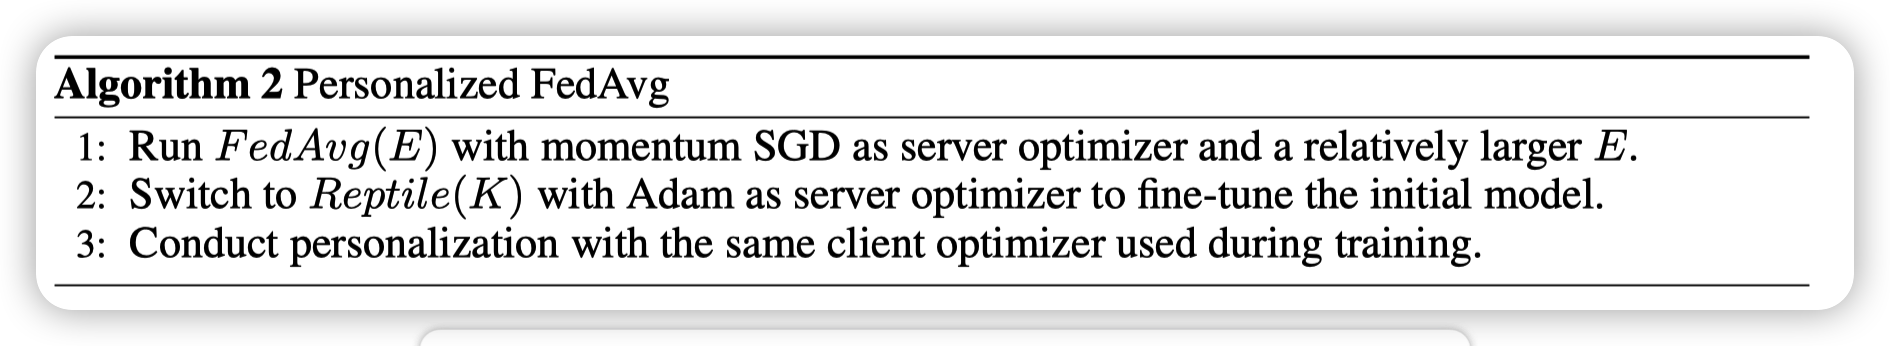 Algorithm 2 Personalized FedAvg
1: Run FedAvg(E) with momentum SGD as server optimizer and a relatively larger E.
2: Switch to Reptile(K) with Adam as server optimizer to fine-tune the initial model.
3: Conduct personalization with the same client optimizer used during training.